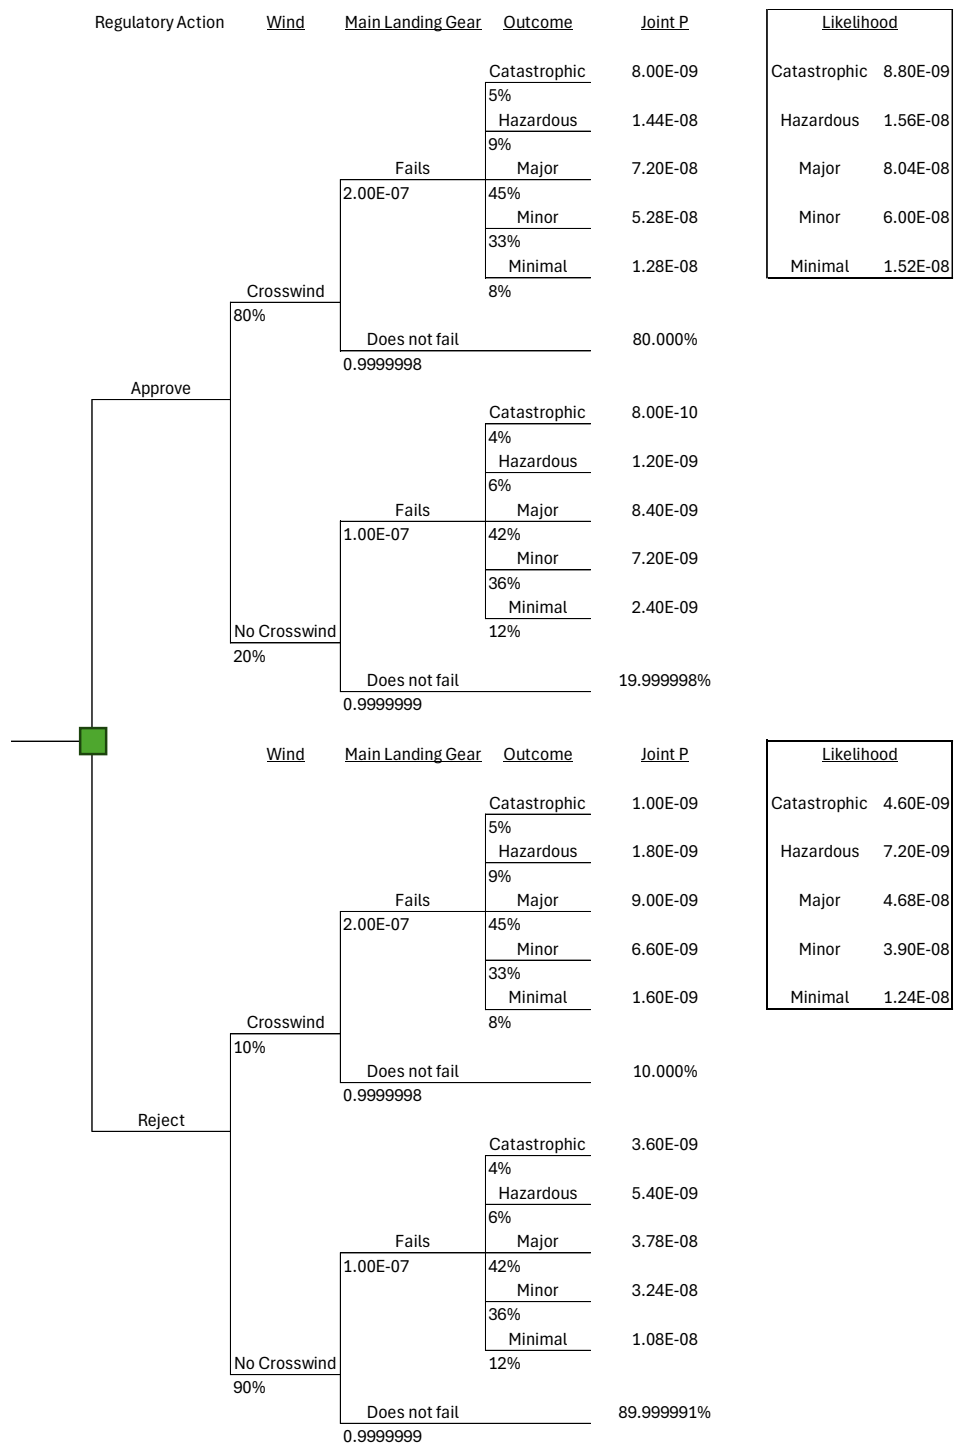 Regulatory Action Wind Main Landing Gear Outcome Joint P Likelihood
Catastrophic 8.00E-09 Catastrophic 8.80E-09
5%
Hazardous 1.44E-08 Hazardous 1.56E-08
9%
Fails Major 7.20E-08 Major 8.04E-08
2.00E-07 45%
Minor 5.28E-08 Minor 6.00E-08
33%
Minimal 1.28E-08 Minimal 1.52E-08
Crosswind 8%
80%
Does not fail 80.000%
0.9999998
Approve
Catastrophic 8.00E-10
4%
Hazardous 1.20E-09
6%
Fails Major 8.40E-09
1.00E-07 42%
Minor 7.20E-09
36%
Minimal 2.40E-09
No Crosswind 12%
20%
Does not fail 19.999998%
0.9999999
Wind Main Landing Gear Outcome Joint P Likelihood
Catastrophic 1.00E-09 Catastrophic 4.60E-09
5%
Hazardous 1.80E-09 Hazardous 7.20E-09
9%
Fails Major 9.00E-09 Major 4.68E-08
2.00E-07 45%
Minor 6.60E-09 Minor 3.90E-08
33%
Minimal 1.60E-09 Minimal 1.24E-08
Crosswind 8%
10%
Does not fail 10.000%
0.9999998
Reject
Catastrophic 3.60E-09
4%
Hazardous 5.40E-09
6%
Fails Major 3.78E-08
1.00E-07 42%
Minor 3.24E-08
36%
Minimal 1.08E-08
No Crosswind 12%
90%
Does not fail 89.999991%
0.9999999